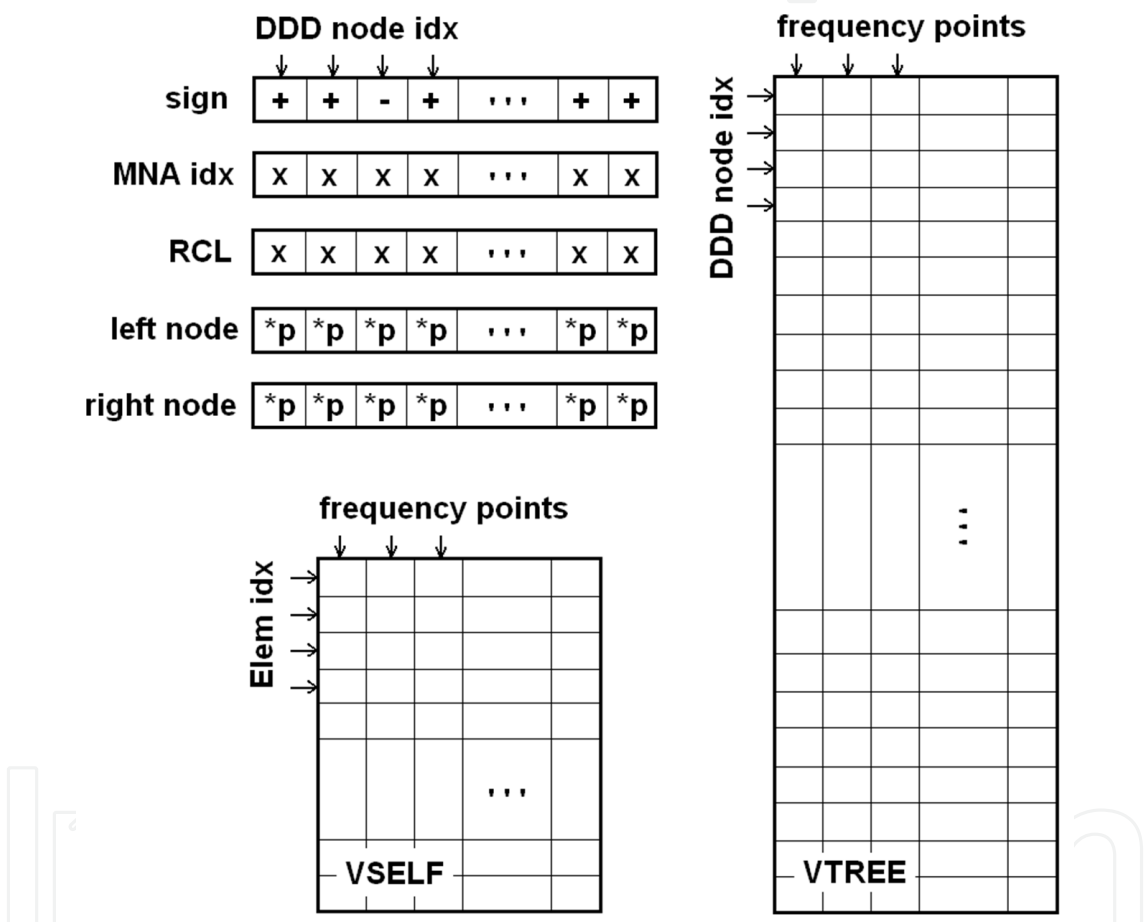 DDD node idx
sign + + - + ... + +
MNA idx x x x x ... x x
RCL x x x x ... x x
left node *p *p *p *p ... *p *p
right node *p *p *p *p ... *p *p
frequency points
Elem idx
...
VSELF
frequency points
DDD node idx
...
VTREE